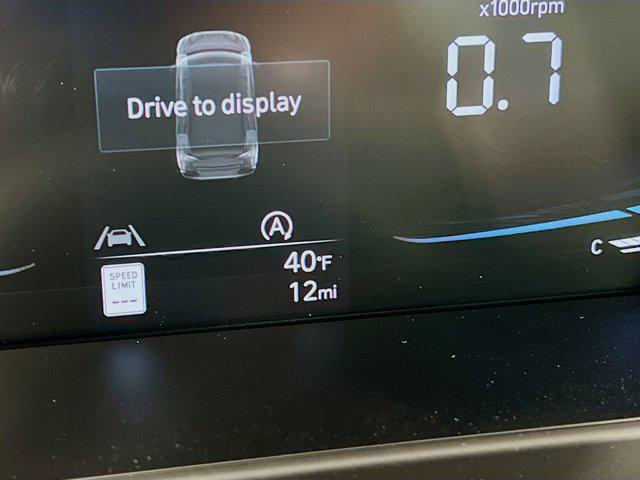 x1000rpm
0.7
Drive to display
A
SPEED
LIMIT
---
40°F
12mi
C